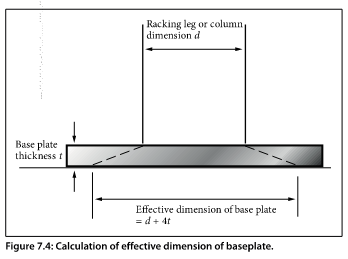 Racking leg or column
dimension d
Base plate
thickness t
Effective dimension of base plate
= d + 4t
Figure 7.4: Calculation of effective dimension of baseplate.